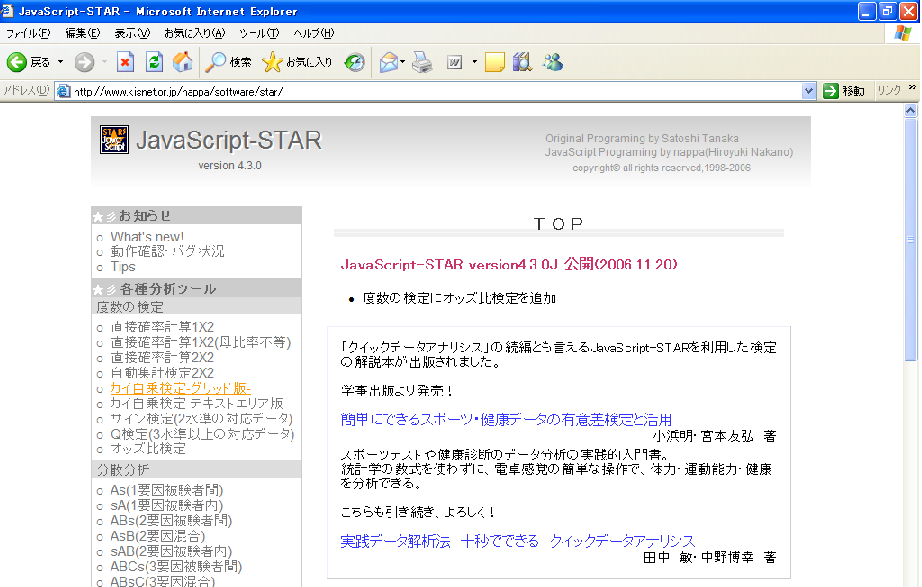 JavaScript-STAR - Microsoft Internet Explorer
ファイル(F) 編集(E) 表示(V) お気に入り(A) ツール(T) ヘルプ(H)
戻る 検索 お気に入り
アドレス(D) http://www.kisnet.or.jp/nappa/software/star/ 移動 リンク »
STARS
Java
Script
JavaScript-STAR
version 4.3.0
Original Programing by Satoshi Tanaka
JavaScript Programing by nappa(Hiroyuki Nakano)
copyright© all rights reserved,1998-2006
お知らせ
What's new!
動作確認・バグ状況
Tips
各種分析ツール
度数の検定
直接確率計算1X2
直接確率計算1X2(母比率不等)
直接確率計算2X2
自動集計検定2X2
カイ自乗検定-グリッド版-
カイ自乗検定-テキストエリア版
サイン検定(2水準の対応データ)
Q検定(3水準以上の対応データ)
オッズ比検定
分散分析
As(1要因被験者間)
sA(1要因被験者内)
ABs(2要因被験者間)
AsB(2要因混合)
sAB(2要因被験者内)
ABCs(3要因被験者間)
ABsC(3要因混合)
TOP
JavaScript-STAR version4.3.0J 公開(2006.11.20)
• 度数の検定にオッズ比検定を追加
「クイックデータアナリシス」の続編とも言えるJavaScript-STARを利用した検定
の解説本が出版されました。
学事出版より発売！
簡単にできるスポーツ・健康データの有意差検定と活用
小浜明・宮本友弘 著
スポーツテストや健康診断のデータ分析の実践的入門書。
統計学の数式を使わずに、電卓感覚の簡単な操作で、体力・運動能力・健康
を分析できる。
こちらも引き続き、よろしく！
実践データ解析法 十秒でできる クイックデータアナリシス
田中 敏・中野博幸 著